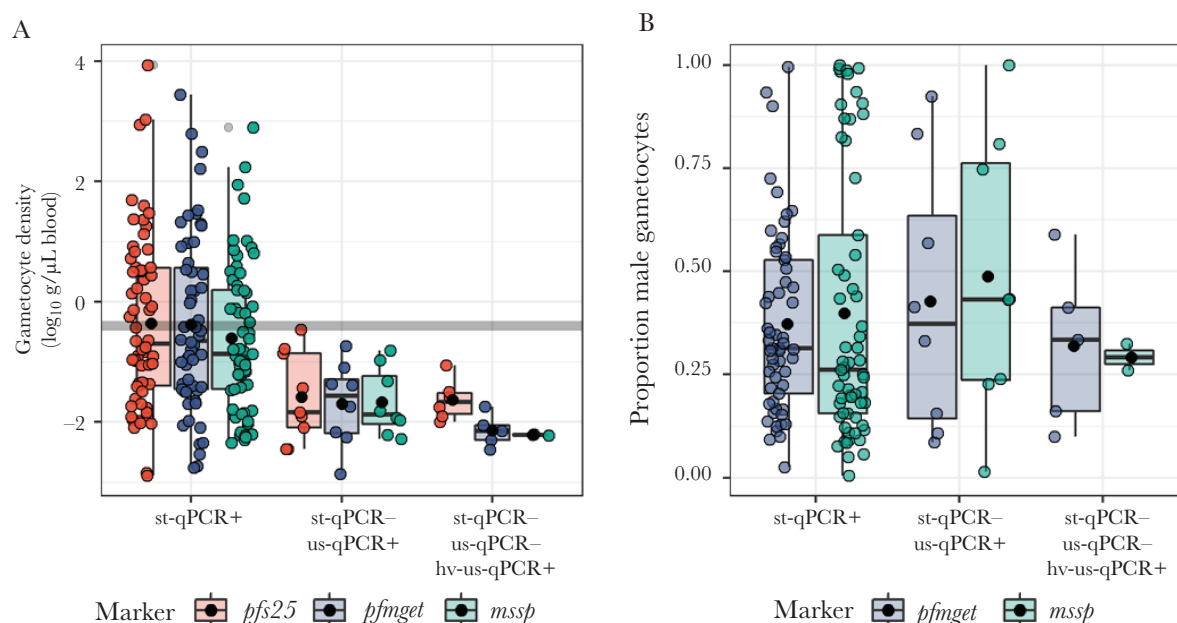 A
Gametocyte density
(log10 g/μL blood)
4
2
0
−2
st-qPCR+
st-qPCR–
us-qPCR+
st-qPCR–
us-qPCR–
hv-us-qPCR+
Marker pfs25 pfmget mssp
B
Proportion male gametocytes
1.00
0.75
0.50
0.25
0.00
st-qPCR+
st-qPCR–
us-qPCR+
st-qPCR–
us-qPCR–
hv-us-qPCR+
Marker pfmget mssp